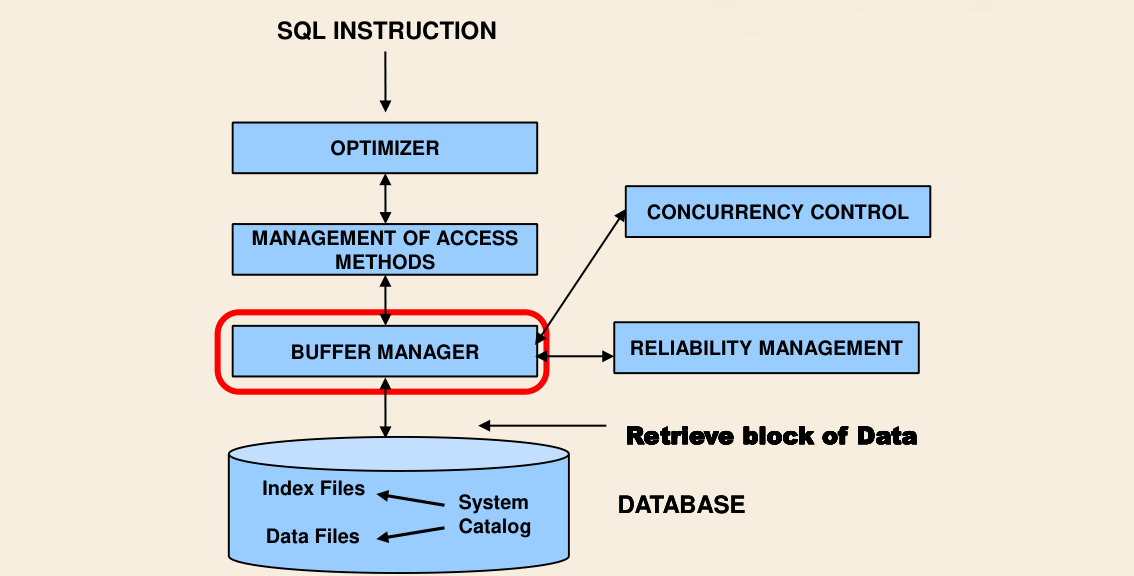 SQL INSTRUCTION
OPTIMIZER
CONCURRENCY CONTROL
MANAGEMENT OF ACCESS
METHODS
BUFFER MANAGER
RELIABILITY MANAGEMENT
Retrieve block of Data
Index Files
System
Catalog
DATABASE
Data Files